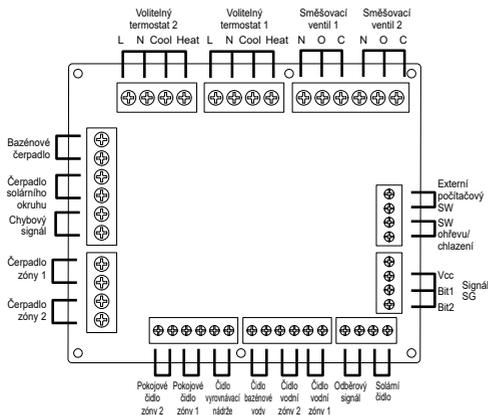 Volitelný
termostat 2
Volitelný
termostat 1
Směšovací
ventil 1
Směšovací
ventil 2
L N Cool Heat
L N Cool Heat
N O C
N O C
Bazénové
čerpadlo
Čerpadlo
solárního
okruhu
Chybový
signál
Čerpadlo
zóny 1
Čerpadlo
zóny 2
Externí
počítačový
SW
SW
ohřevu/
chlazení
Vcc
Bit1
Bit2
Signál
SG
Pokojové
čidlo
zóny 2
Pokojové
čidlo
zóny 1
Čidlo
vyrovnávací
nádrže
Čidlo
bazénové
vody
Čidlo
vodní
zóny 2
Čidlo
vodní
zóny 1
Odběrový
signál
Solární
čidlo